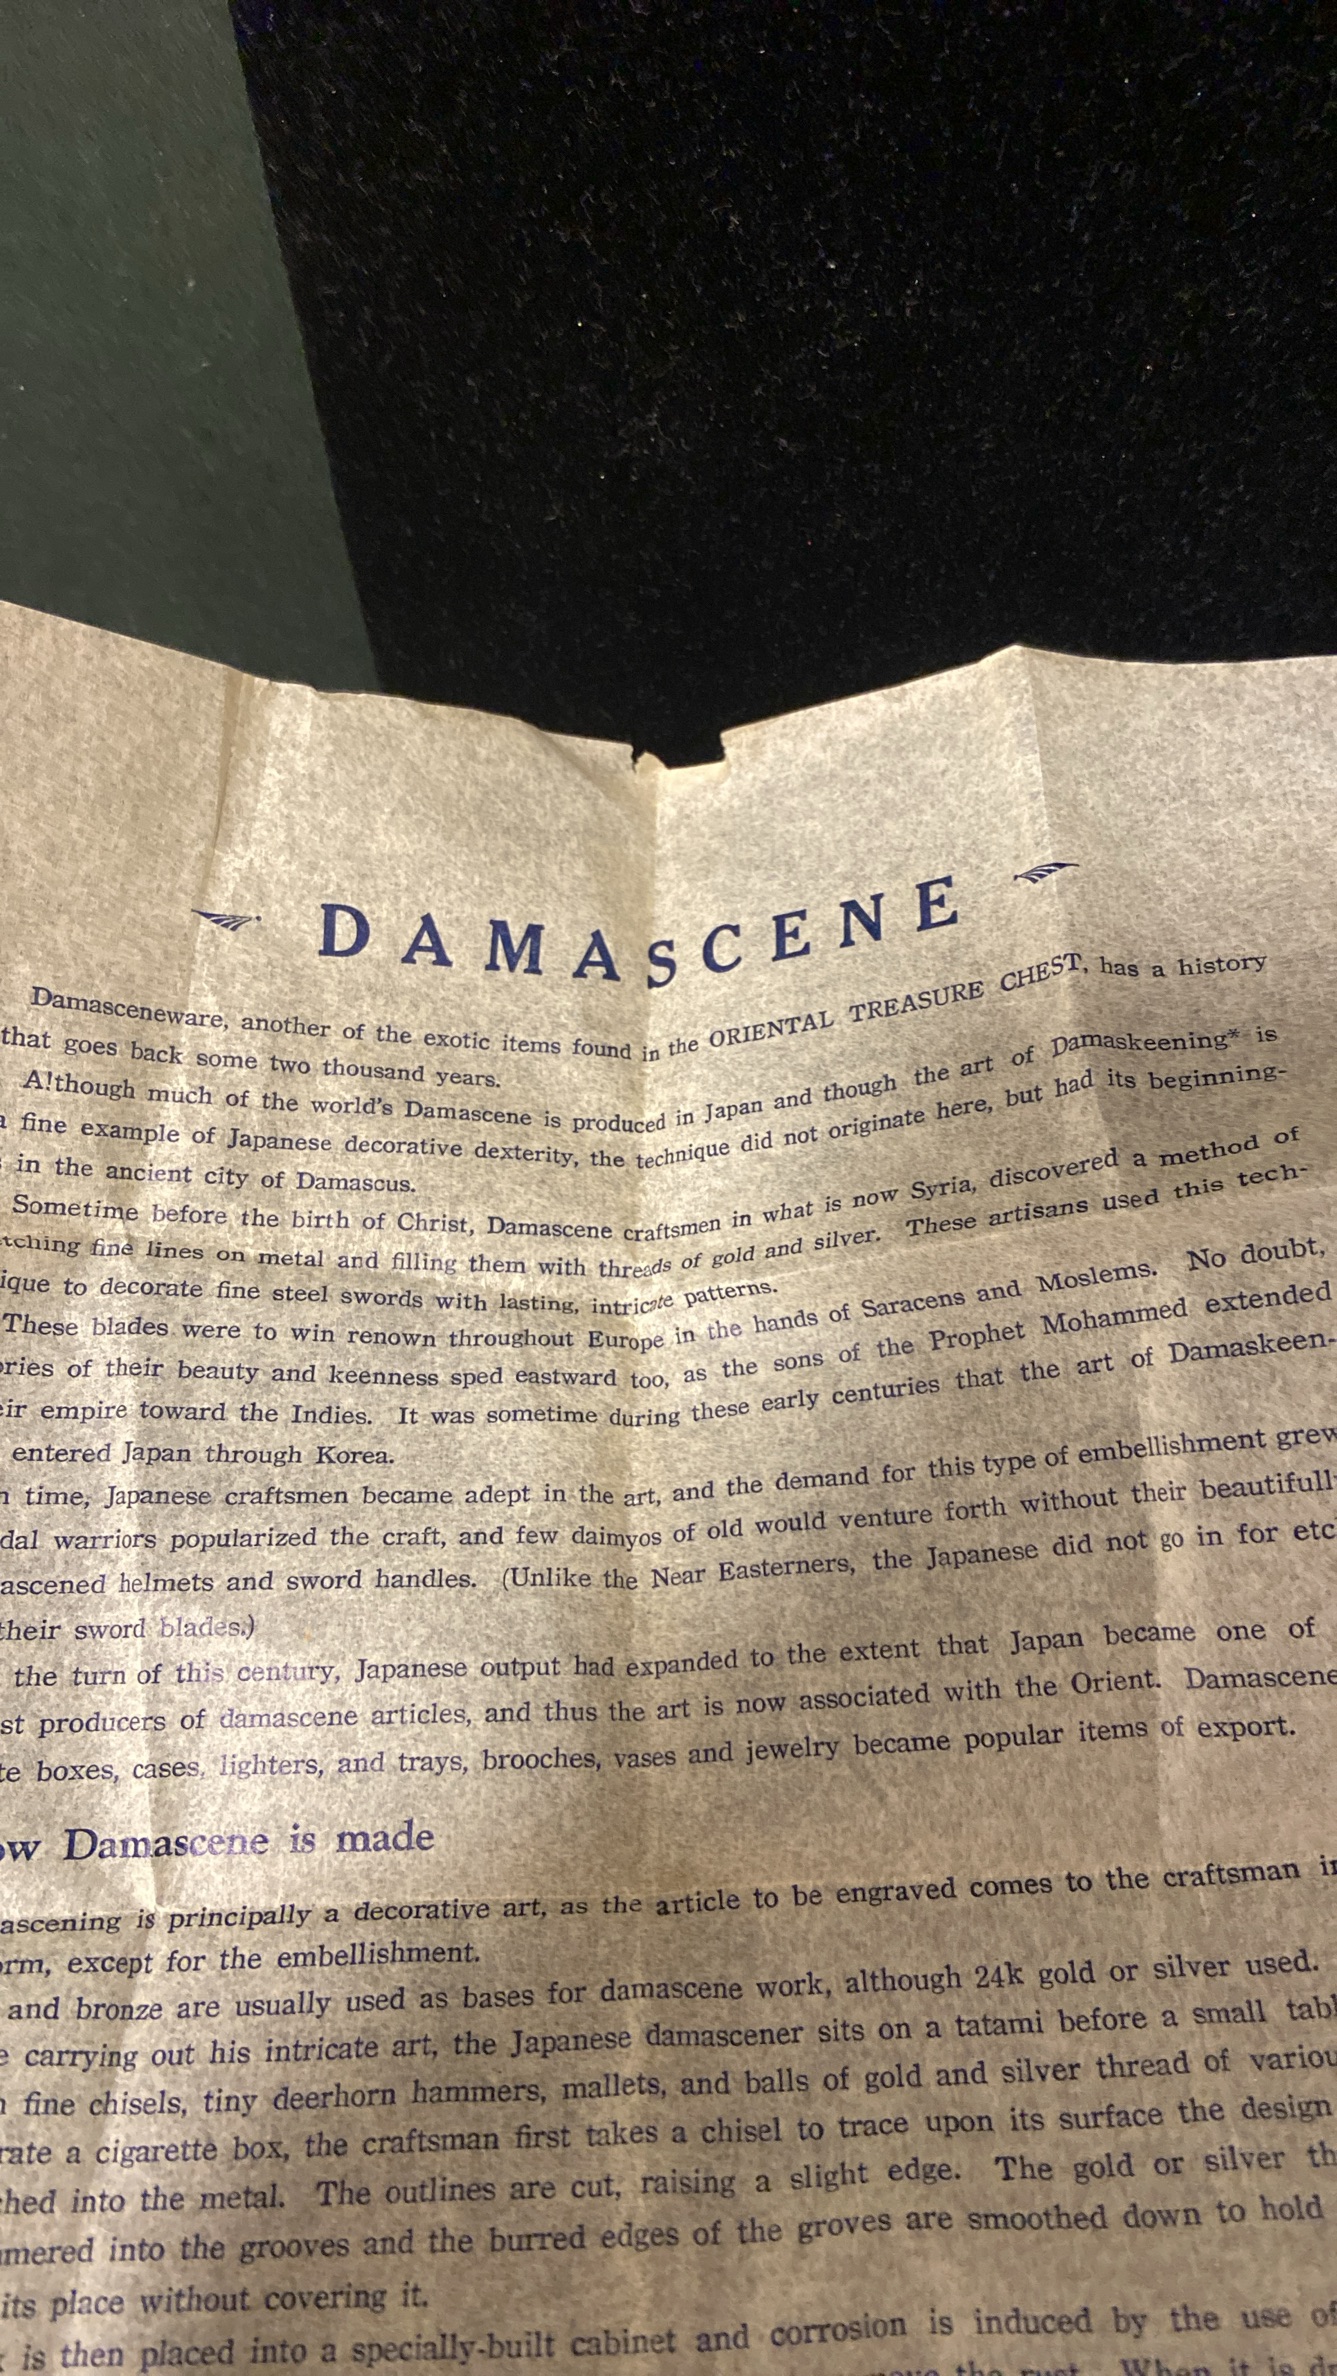 DAMASCENE
Damasceneware, another of the exotic items found in the ORIENTAL TREASURE CHEST, has a history
that goes back some two thousand years.
A!though much of the world's Damascene is produced in Japan and though the art of Damaskeening* is
fine example of Japanese decorative dexterity, the technique did not originate here, but had its beginning-
in the ancient city of Damascus.
Sometime before the birth of Christ, Damascene craftsmen in what is now Syria, discovered a method of
tching fine lines on metal and filling them with threads of gold and silver. These artisans used this tech-
ique to decorate fine steel swords with lasting, intricate patterns.
These blades were to win renown throughout Europe in the hands of Saracens and Moslems. No doubt,
ories of their beauty and keenness sped eastward too, as the sons of the Prophet Mohammed extended
eir empire toward the Indies. It was sometime during these early centuries that the art of Damaskeen-
entered Japan through Korea.
n time, Japanese craftsmen became adept in the art, and the demand for this type of embellishment grew
dal warriors popularized the craft, and few daimyos of old would venture forth without their beautifull
ascened helmets and sword handles. (Unlike the Near Easterners, the Japanese did not go in for etc
their sword blades.)
the turn of this century, Japanese output had expanded to the extent that Japan became one of
st producers of damascene articles, and thus the art is now associated with the Orient. Damascene
te boxes, cases, lighters, and trays, brooches, vases and jewelry became popular items of export.
ow Damascene is made
ascening is principally a decorative art, as the article to be engraved comes to the craftsman in
orm, except for the embellishment.
and bronze are usually used as bases for damascene work, although 24k gold or silver used.
e carrying out his intricate art, the Japanese damascener sits on a tatami before a small tabl
n fine chisels, tiny deerhorn hammers, mallets, and balls of gold and silver thread of variou
rate a cigarette box, the craftsman first takes a chisel to trace upon its surface the design
ched into the metal. The outlines are cut, raising a slight edge. The gold or silver th
mered into the grooves and the burred edges of the groves are smoothed down to hold
its place without covering it.
is then placed into a specially-built cabinet and corrosion is induced by the use of
the rust. When it is